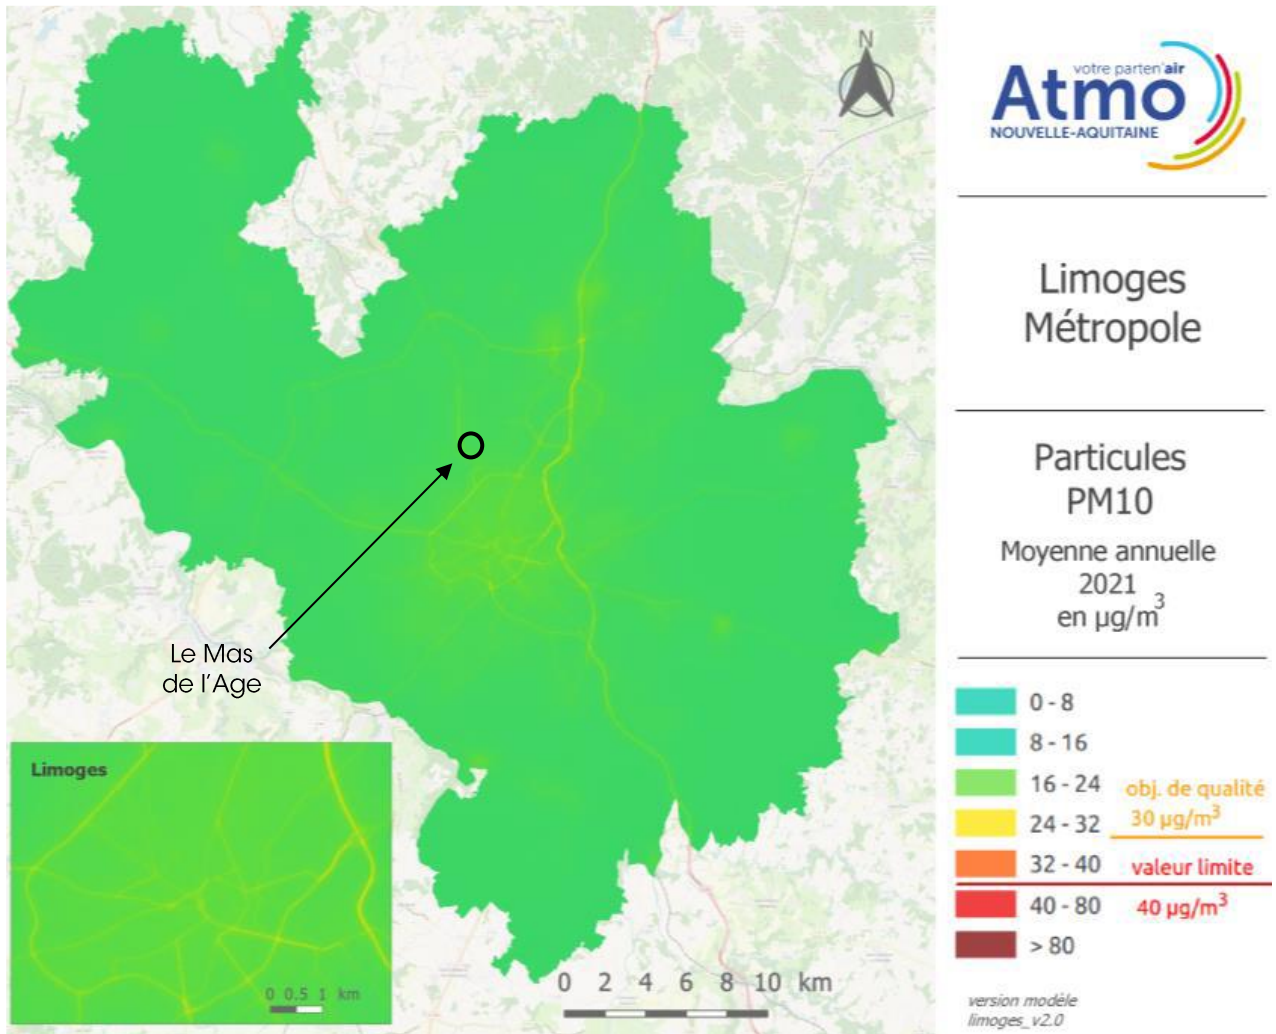 N
votre parten'air
Atmo
NOUVELLE-AQUITAINE
Limoges
Métropole
Particules
PM10
Moyenne annuelle
2021
en µg/m³
0 - 8
8 - 16
16 - 24
24 - 32
32 - 40
40 - 80
> 80
obj. de qualité
30 µg/m³
valeur limite
40 µg/m³
version modèle
limoges_v2.0
Le Mas
de l'Age
Limoges
0 0.5 1 km
0 2 4 6 8 10 km